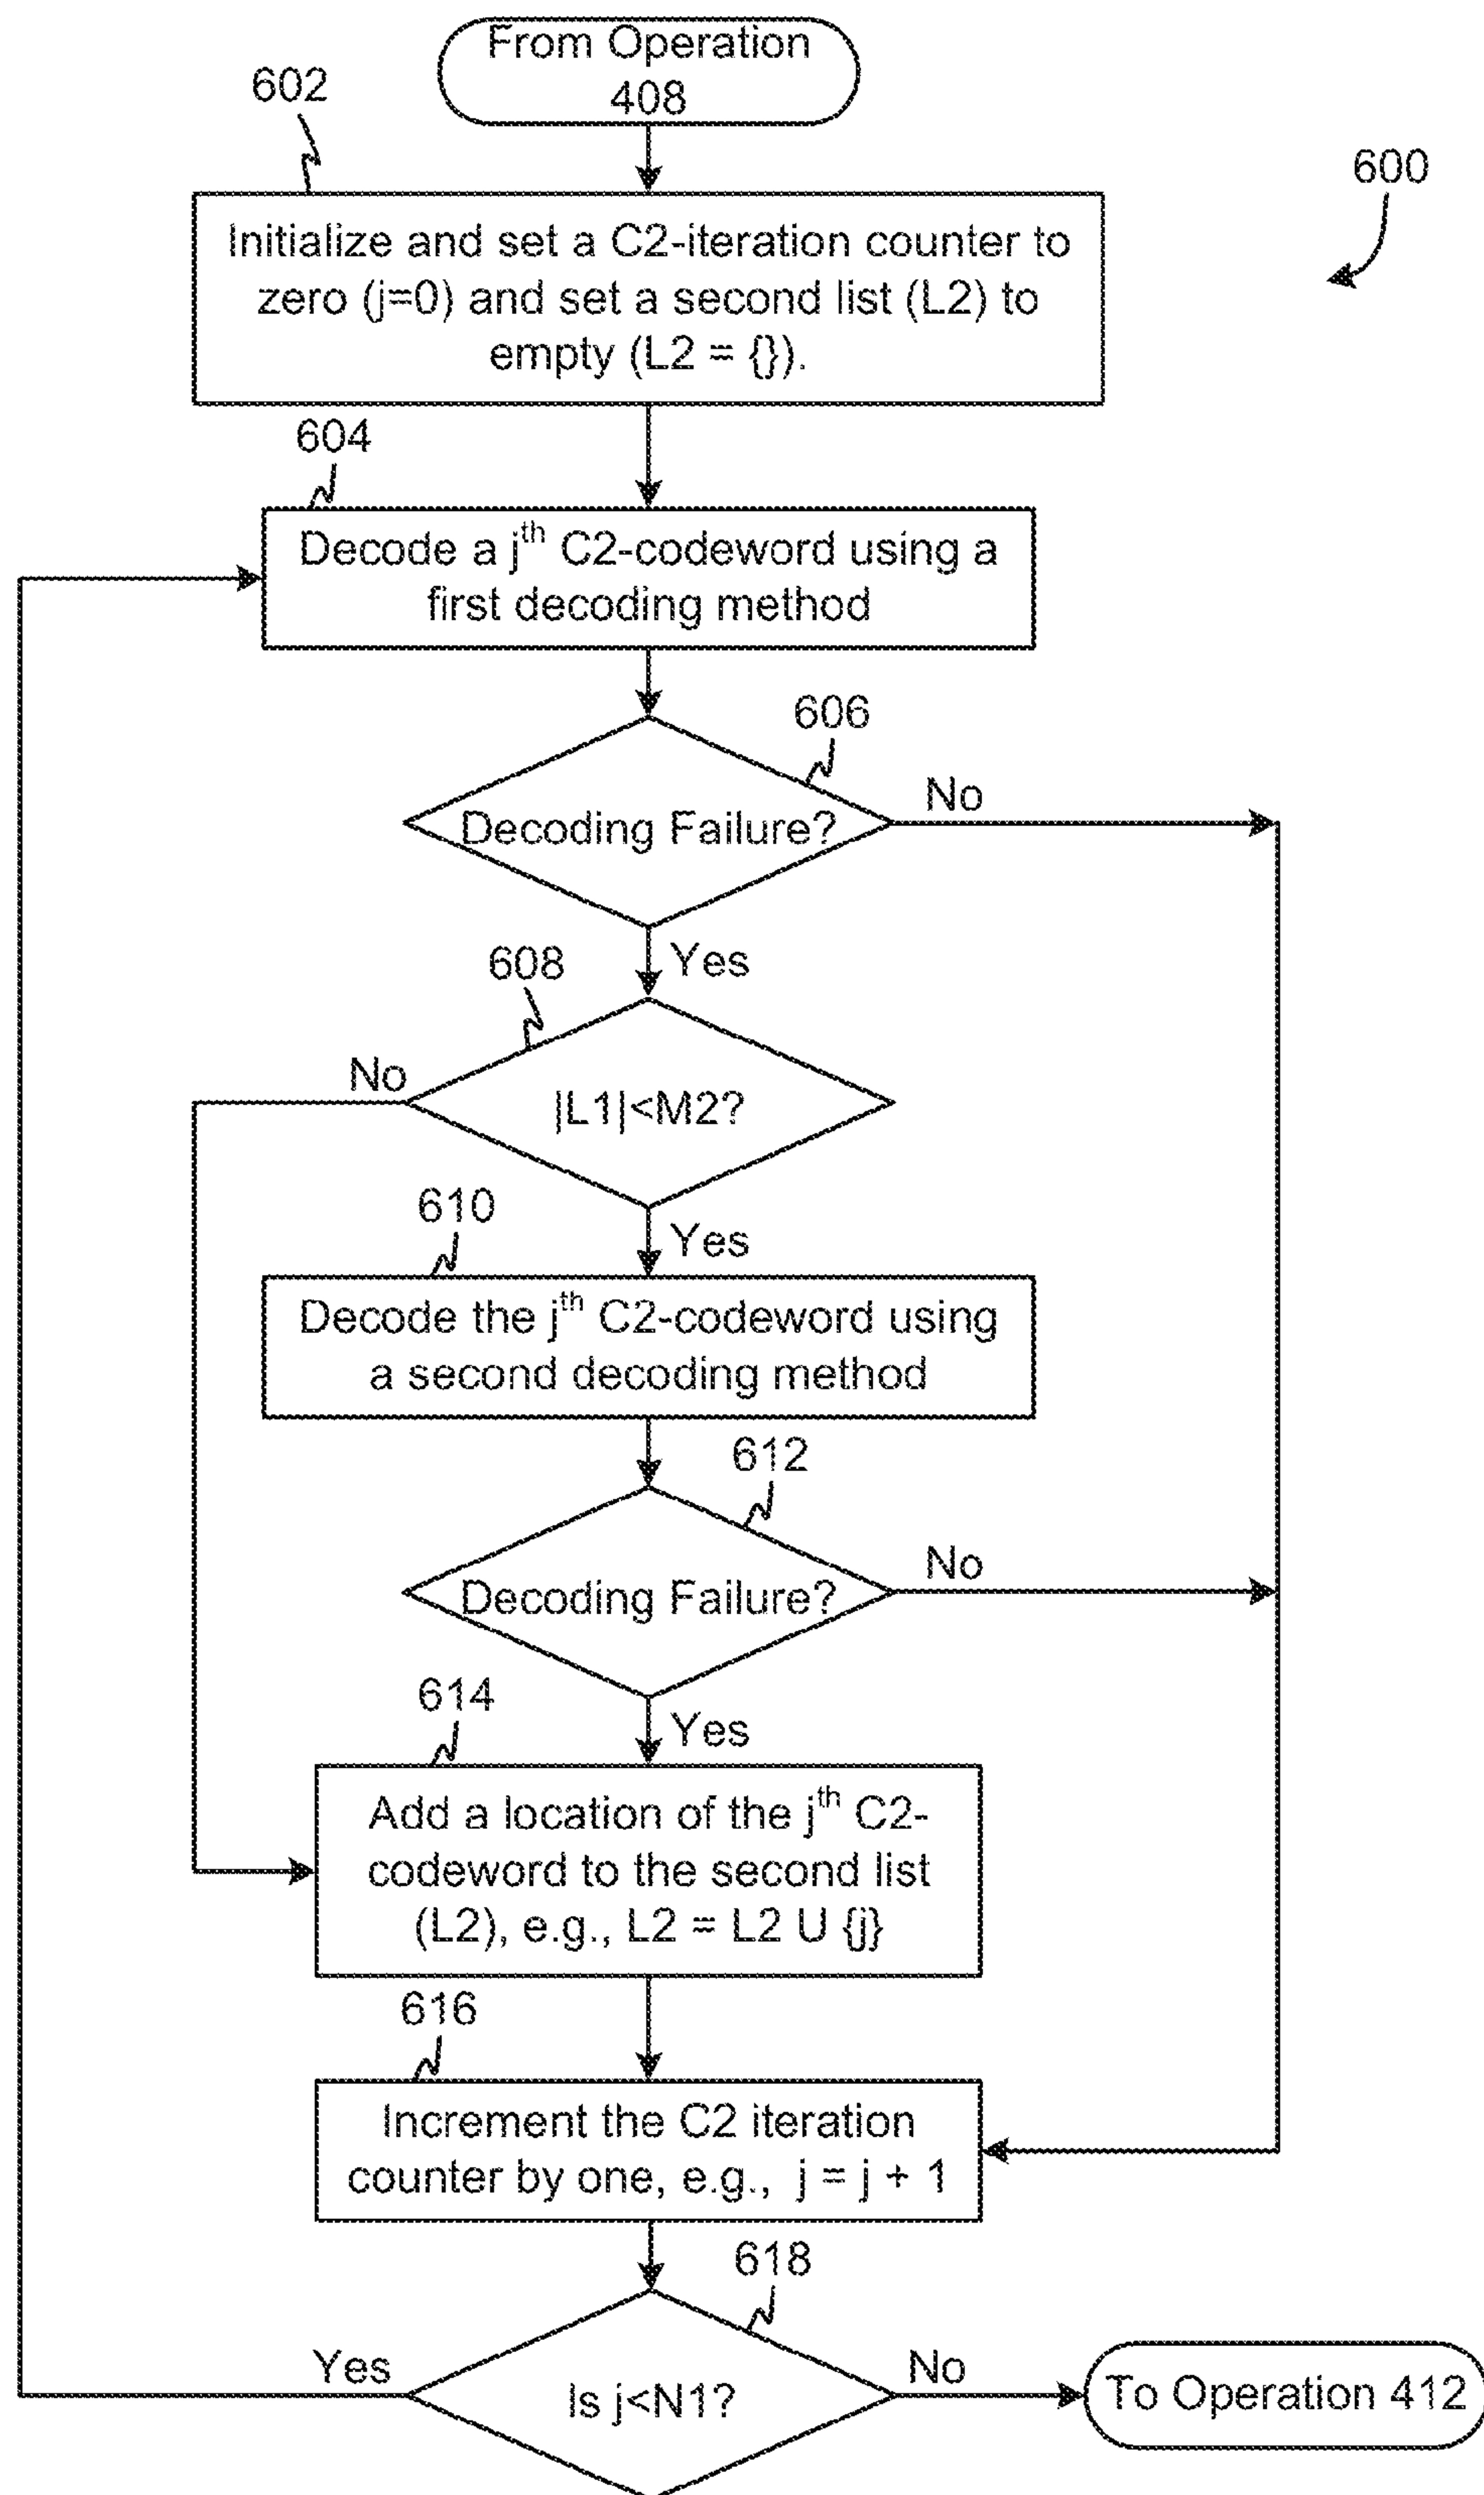 From Operation
408
602
600
Initialize and set a C2-iteration counter to
zero (j=0) and set a second list (L2) to
empty (L2 = {}).
604
Decode a jth C2-codeword using a
first decoding method
606
Decoding Failure?
No
Yes
608
No
|L1|<M2?
610
Yes
Decode the jth C2-codeword using
a second decoding method
612
Decoding Failure?
No
614
Yes
Add a location of the jth C2-
codeword to the second list
(L2), e.g., L2 = L2 U {j}
616
Increment the C2 iteration
counter by one, e.g., j = j + 1
618
Yes
Is j<N1?
No
To Operation 412